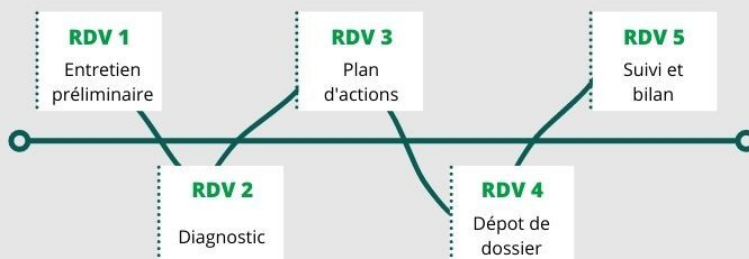 RDV 1
Entretien
préliminaire
RDV 2
Diagnostic
RDV 3
Plan
d'actions
RDV 4
Dépot de
dossier
RDV 5
Suivi et
bilan